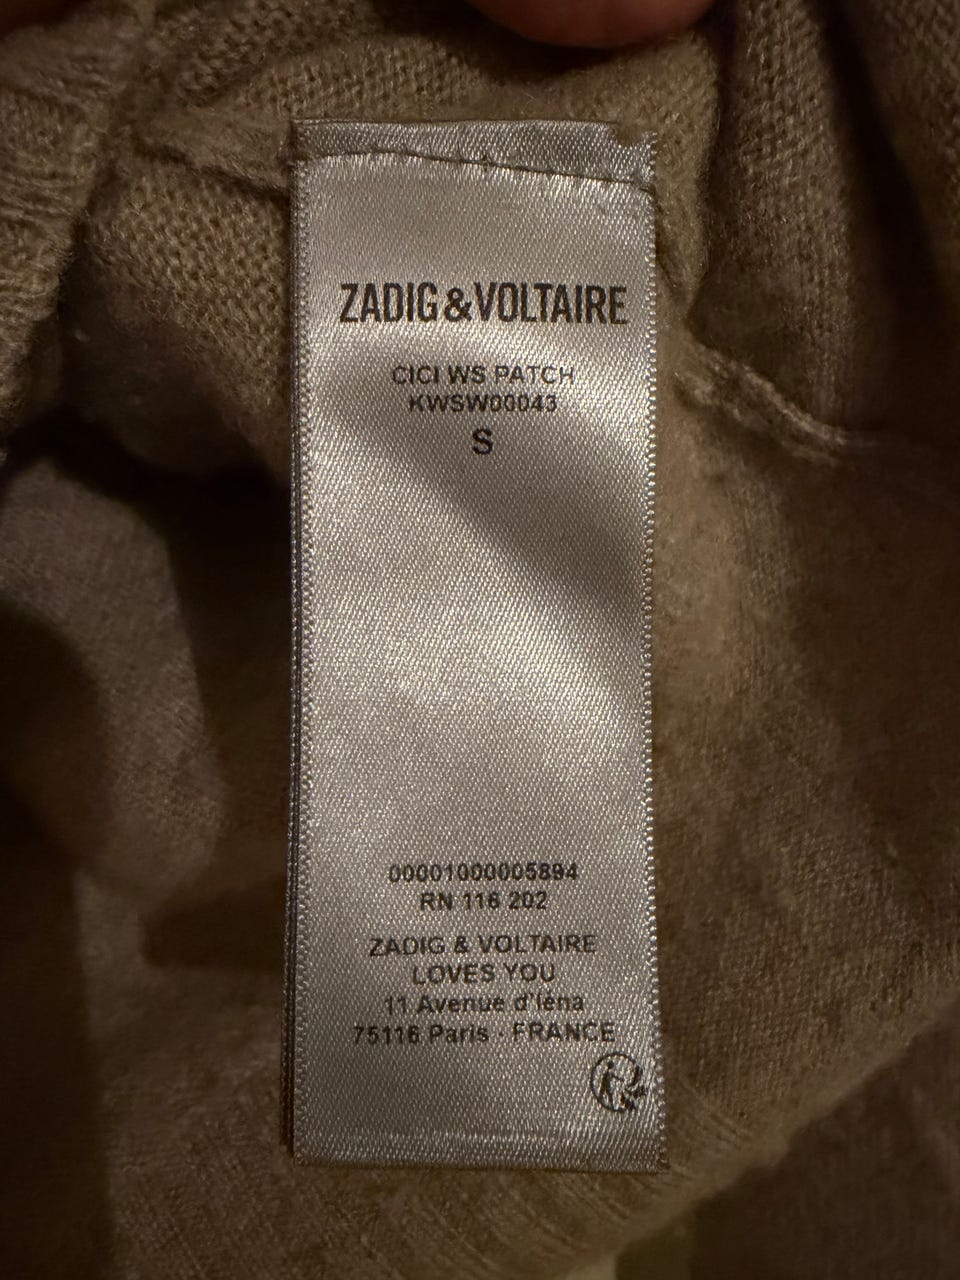 ZADIG&VOLTAIRE
CICI WS PATCH
KWSW00043
S
00001000005894
RN 116 202
ZADIG & VOLTAIRE
LOVES YOU
11 Avenue d'Iéna
75116 Paris - FRANCE